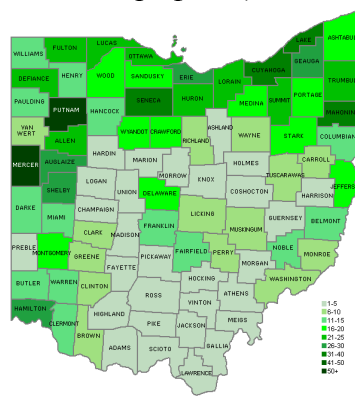 ASHTABU
LAKE
LUCAS
WILLIAMS
FULTON
OTTAWA
GEAUGA
CUYAHOGA
WOOD
SANDUSKY
ERIE
TRUMBU
DEFIANCE
HENRY
LORAIN
HURON
SENECA
MEDINA
SUMMIT
PORTAGE
PAULDING
PUTNAM
HANCOCK
MAHONIN
VAN
WERT
ALLEN
WYANDOT
CRAWFORD
ASHLAND
RICHLAND
WAYNE
STARK
COLUMBIAN
CARROLL
MERCER
AUGLAIZE
HARDIN
MARION
HOLMES
TUSCARAWAS
JEFFERS
MORROW
KNOX
SHELBY
LOGAN
UNION
DELAWARE
COSHOCTON
HARRISON
DARKE
MIAMI
CHAMPAIGN
LICKING
GUERNSEY
BELMONT
FRANKLIN
MUSKINGUM
CLARK
MADISON
PREBLE
MONTGOMERY
GREENE
PICKAWAY
FAIRFIELD
PERRY
NOBLE
MONROE
MORGAN
FAYETTE
BUTLER
WARREN
CLINTON
HOCKING
WASHINGTON
ROSS
ATHENS
HAMILTON
CLERMONT
HIGHLAND
VINTON
BROWN
PIKE
JACKSON
MEIGS
ADAMS
SCIOTO
GALLIA
LAWRENCE
1-5
6-10
11-15
16-20
21-25
26-30
31-40
41-50
50+